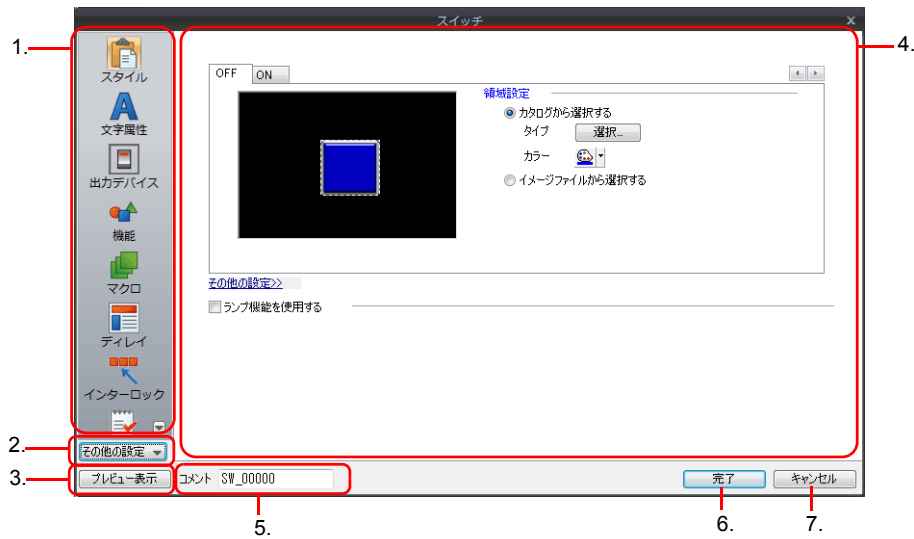 スイッチ
x
1.
スタイル
文字属性
出力デバイス
機能
マクロ
ディレイ
インターロック
2.
その他の設定
3.
プレビュー表示
4.
OFF
ON
領域設定
カタログから選択する
タイプ
選択...
カラー
イメージファイルから選択する
その他の設定>>
ランプ機能を使用する
コメント SW_00000
完了
キャンセル
5.
6.
7.